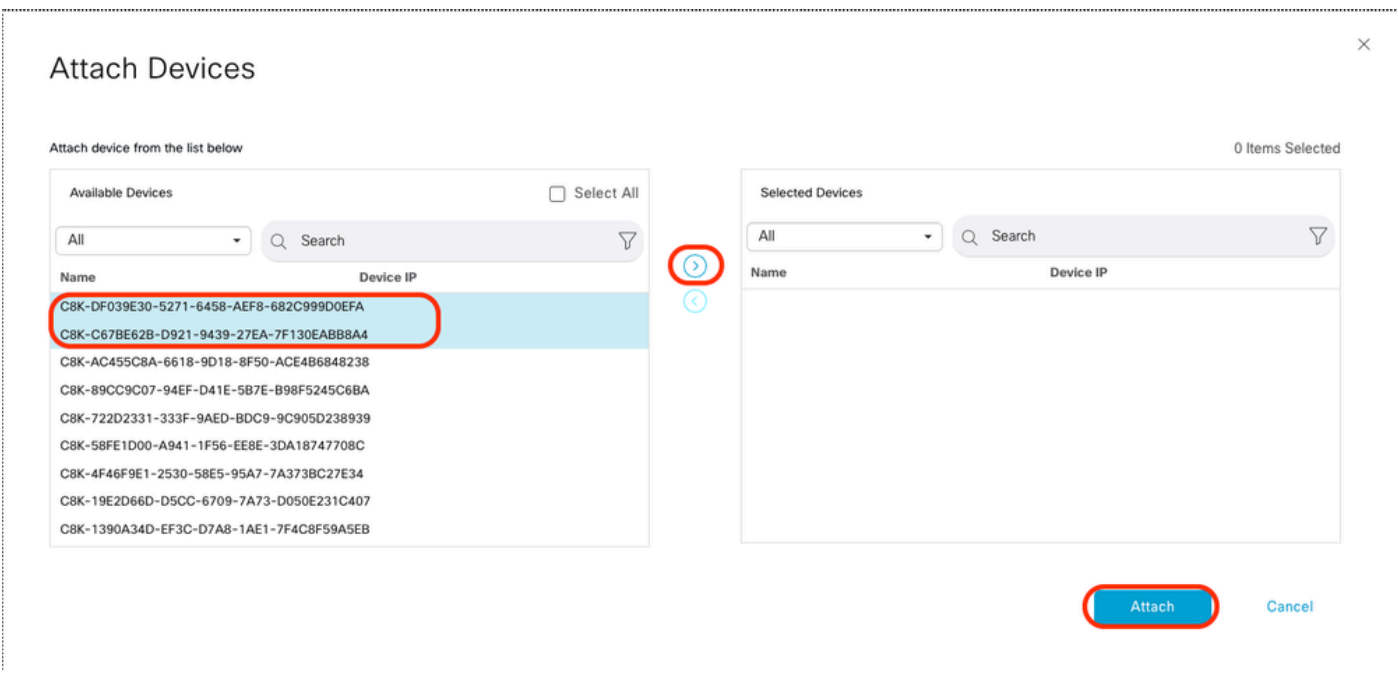 Attach Devices
Attach device from the list below
0 Items Selected
Available Devices
Select All
All
Search
Name Device IP
C8K-DF039E30-5271-6458-AEF8-682C999D0EFA
C8K-C67BE62B-D921-9439-27EA-7F130EABB8A4
C8K-AC455C8A-6618-9D18-8F50-ACE4B6848238
C8K-89CC9C07-94EF-D41E-5B7E-B98F5245C6BA
C8K-722D2331-333F-9AED-BDC9-9C905D238939
C8K-58FE1D00-A941-1F56-EE8E-3DA18747708C
C8K-4F46F9E1-2530-58E5-95A7-7A373BC27E34
C8K-19E2D66D-D5CC-6709-7A73-D050E231C407
C8K-1390A34D-EF3C-D7A8-1AE1-7F4C8F59A5EB
Selected Devices
All
Search
Name Device IP
Attach
Cancel